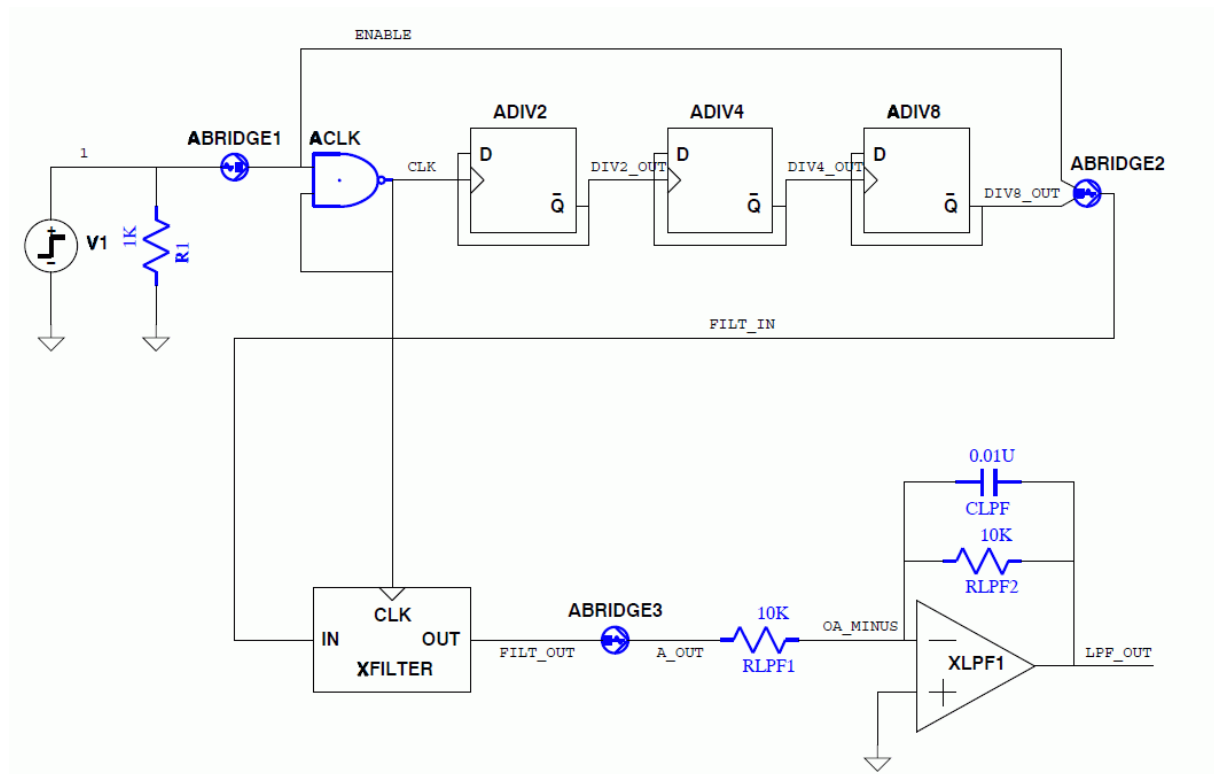 ENABLE
ADIV2
ADIV4
ADIV8
ABRIDGE1
ACLK
1
CLK
D
DIV2_OUT
D
DIV4_OUT
D
ABRIDGE2
Q̅
Q̅
Q̅
DIV8_OUT
V1
1K
R1
FILT_IN
0.01U
CLPF
10K
RLPF2
CLK
IN
OUT
XFILTER
FILT_OUT
ABRIDGE3
A_OUT
10K
RLPF1
OA_MINUS
XLPF1
LPF_OUT